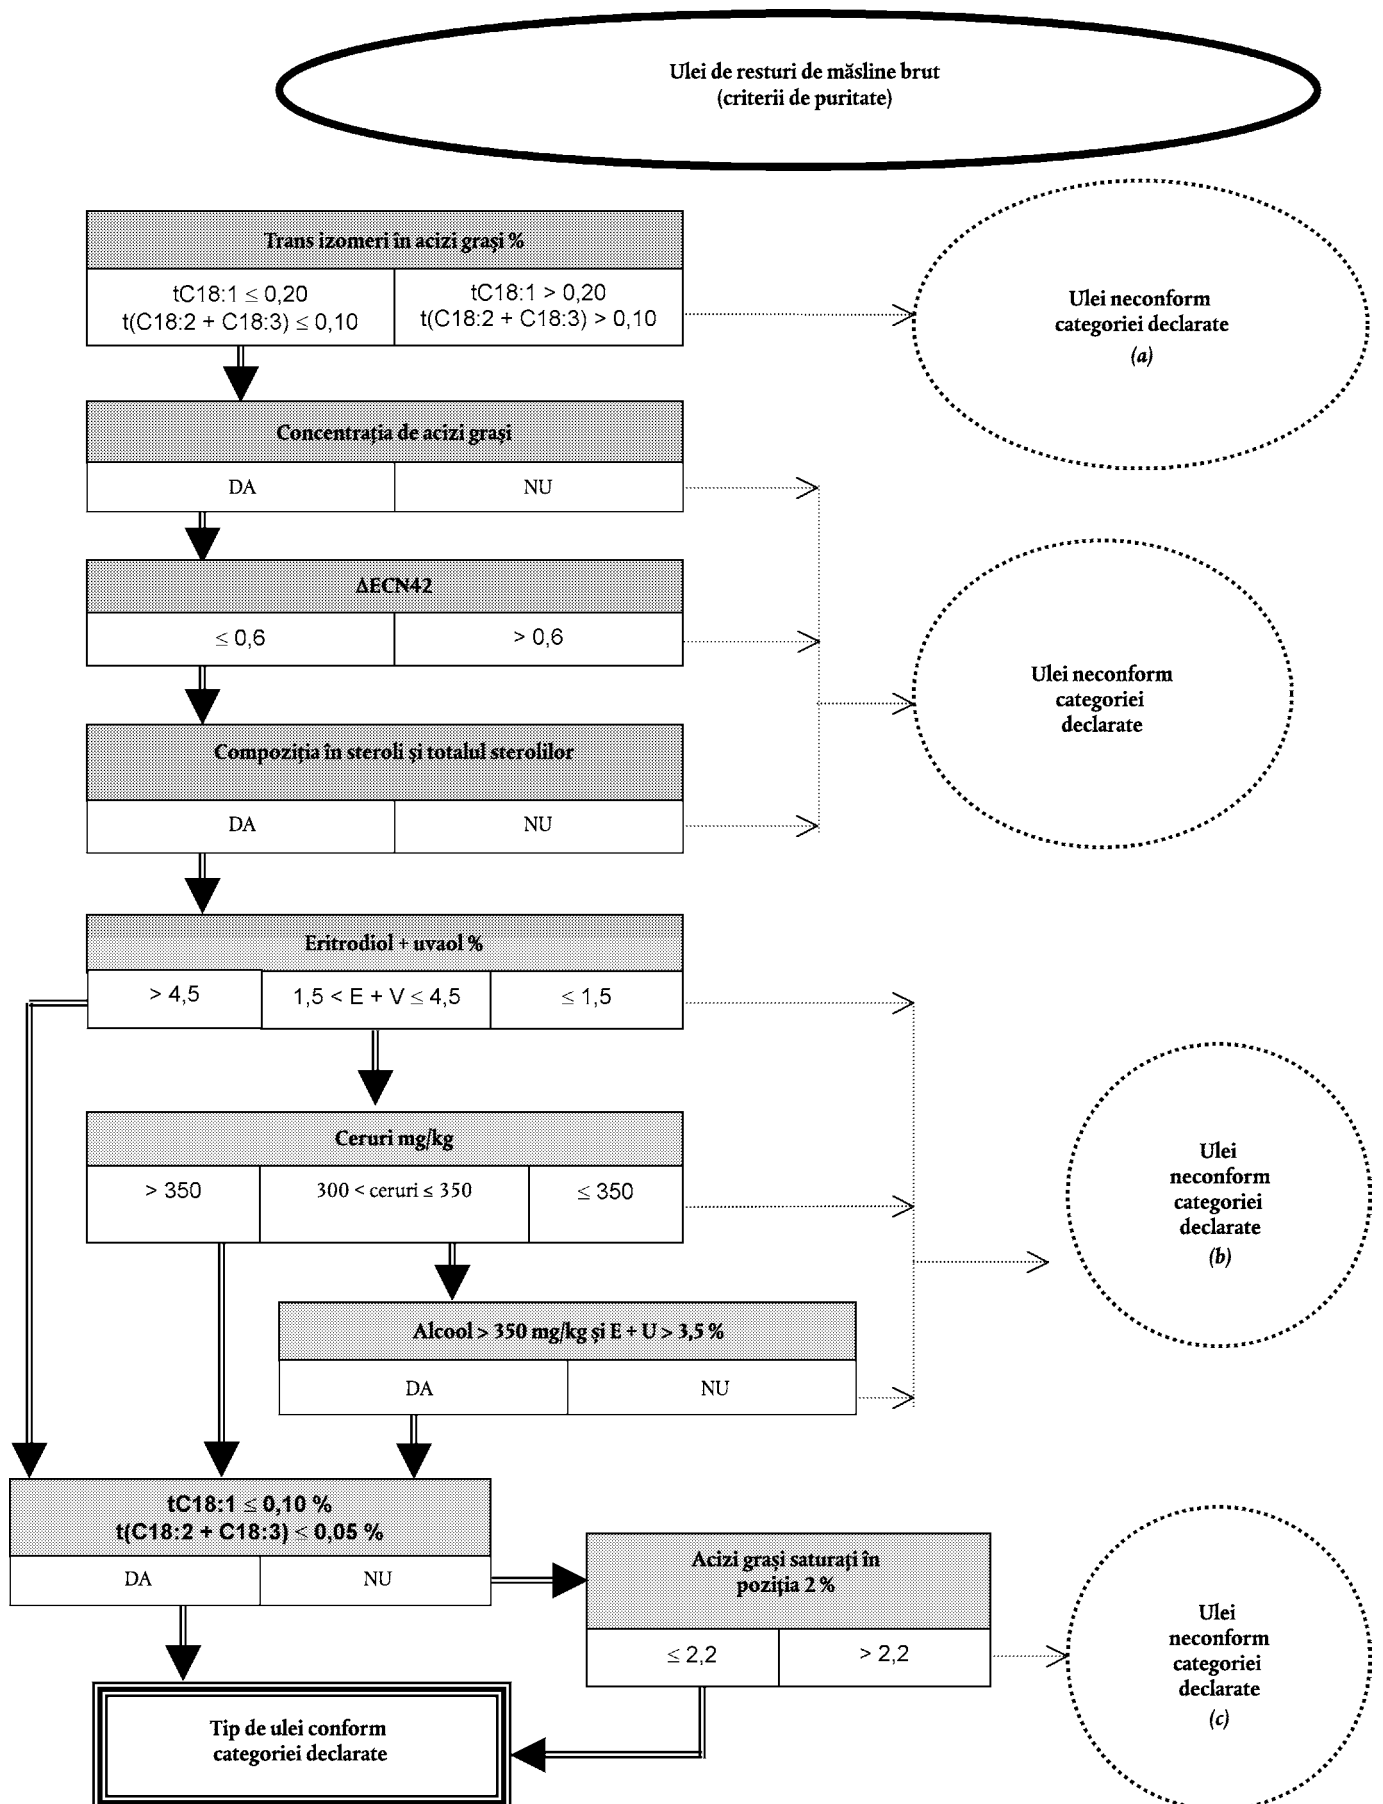 Ulei de resturi de măsline brut
(criterii de puritate)
Trans izomeri în acizi grași %
tC18:1 ≤ 0,20
t(C18:2 + C18:3) ≤ 0,10
tC18:1 > 0,20
t(C18:2 + C18:3) > 0,10
Ulei neconform
categoriei declarate
(a)
Concentrația de acizi grași
DA
NU
ΔECN42
≤ 0,6
> 0,6
Ulei neconform
categoriei
declarate
Compoziția în steroli și totalul sterolilor
DA
NU
Eritrodiol + uvaol %
> 4,5
1,5 < E + V ≤ 4,5
≤ 1,5
Ceruri mg/kg
> 350
300 < ceruri ≤ 350
≤ 350
Ulei
neconform
categoriei
declarate
(b)
Alcool > 350 mg/kg și E + U > 3,5 %
DA
NU
tC18:1 ≤ 0,10 %
t(C18:2 + C18:3) ≤ 0,05 %
DA
NU
Acizi grași saturați în
poziția 2 %
≤ 2,2
> 2,2
Ulei
neconform
categoriei
declarate
(c)
Tip de ulei conform
categoriei declarate